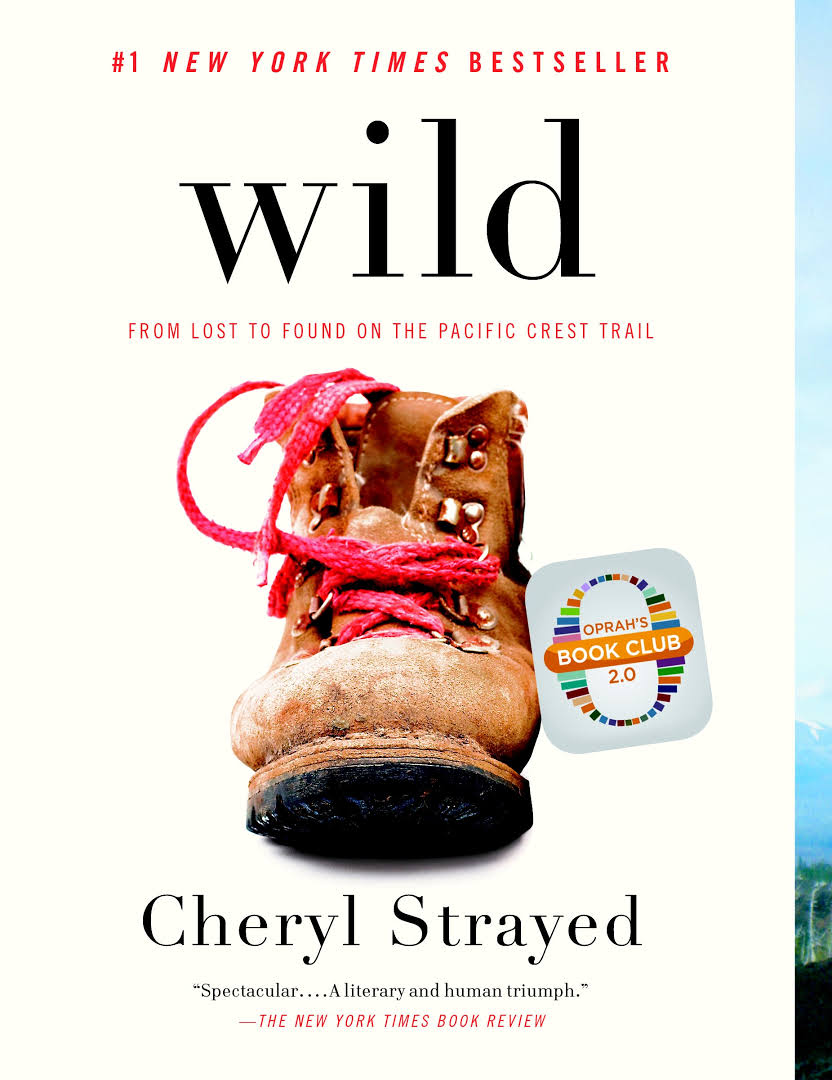 #1 NEW YORK TIMES BESTSELLER
wild
FROM LOST TO FOUND ON THE PACIFIC CREST TRAIL
OPRAH'S
BOOK CLUB
2.0
Cheryl Strayed
“Spectacular....A literary and human triumph.”
—THE NEW YORK TIMES BOOK REVIEW